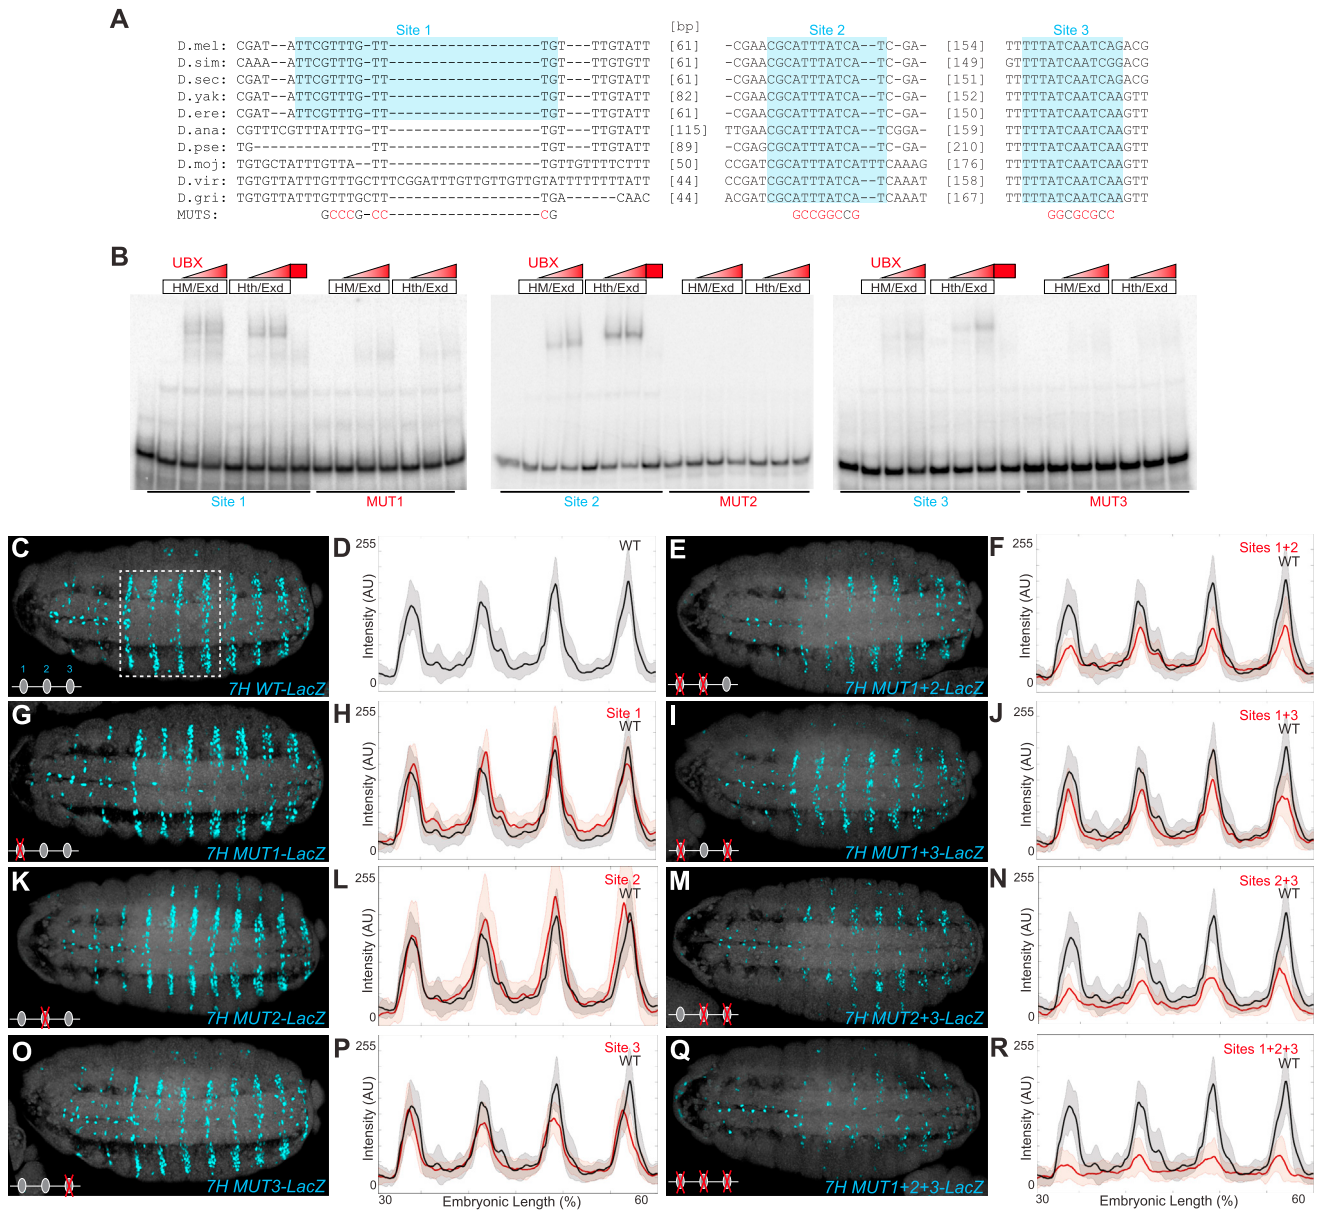 A
Site 1 [bp] Site 2 Site 3
D.mel: CGAT--ATTCGTTTG-TT------------------TGT---TTGTATT [61] -CGAACGCATTTATCA--TC-GA- [154] TTTTTATCAATCAGACG
D.sim: CAAA--ATTCGTTTG-TT------------------TGT---TTGTGTT [61] -CGAACGCATTTATCA--TC-GA- [149] GTTTTATCAATCGGACG
D.sec: CGAT--ATTCGTTTG-TT------------------TGT---TTGTATT [61] -CGAACGCATTTATCA--TC-GA- [151] TTTTTATCAATCAGACG
D.yak: CGAT--ATTCGTTTG-TT------------------TGT---TTGTATT [82] -CGAACGCATTTATCA--TC-GA- [152] TTTTTATCAATCAAGTT
D.ere: CGAT--ATTCGTTTG-TT------------------TGT---TTGTATT [61] -CGAACGCATTTATCA--TC-GA- [150] TTTTTATCAATCAAGTT
D.ana: CGTTTCGTTTATTTG-TT------------------TGT---TTGTATT [115] TTGAACGCATTTATCA--TCGGA- [159] TTTTTATCAATCAAGTT
D.pse: TG--------------TT------------------TGT---TTGTATT [89] -CGAGCGCATTTATCA--TC-GA- [210] TTTTTATCAATCAAGTT
D.moj: TGTGCTATTTGTTA--TT------------------TGTTGTTTTCTTT [50] CCGATCGCATTTATCATTTCAAAG [176] TTTTTATCAATCAAGTT
D.vir: TGTGTTATTTGTTTGCTTTCGGATTTGTTGTTGTTGTATTTTTTTTATT [44] CCGATCGCATTTATCA--TCAAAT [158] TTTTTATCAATCAAGTT
D.gri: TGTGTTATTTGTTTGCTT------------------TGA-----CAAC [44] ACGATCGCATTTATCA--TCAAAT [167] TTTTTATCAATCAAGTT
MUTS: GCCCG-CC------------------CG GCCGGCCG GGCGCGCC
B
UBX UBX UBX
HM/Exd Hth/Exd HM/Exd Hth/Exd HM/Exd Hth/Exd HM/Exd Hth/Exd HM/Exd Hth/Exd HM/Exd Hth/Exd
Site 1 MUT1 Site 2 MUT2 Site 3 MUT3
C
1 2 3
7H WT-LacZ
D
255
0
Intensity (AU)
WT
E
7H MUT1+2-LacZ
F
255
0
Intensity (AU)
Sites 1+2
WT
G
7H MUT1-LacZ
H
255
0
Intensity (AU)
Site 1
WT
I
7H MUT1+3-LacZ
J
255
0
Intensity (AU)
Sites 1+3
WT
K
7H MUT2-LacZ
L
255
0
Intensity (AU)
Site 2
WT
M
7H MUT2+3-LacZ
N
255
0
Intensity (AU)
Sites 2+3
WT
O
7H MUT3-LacZ
P
255
0
Intensity (AU)
Site 3
WT
30 Embryonic Length (%) 60
Q
7H MUT1+2+3-LacZ
R
255
0
Intensity (AU)
Sites 1+2+3
WT
30 Embryonic Length (%) 60